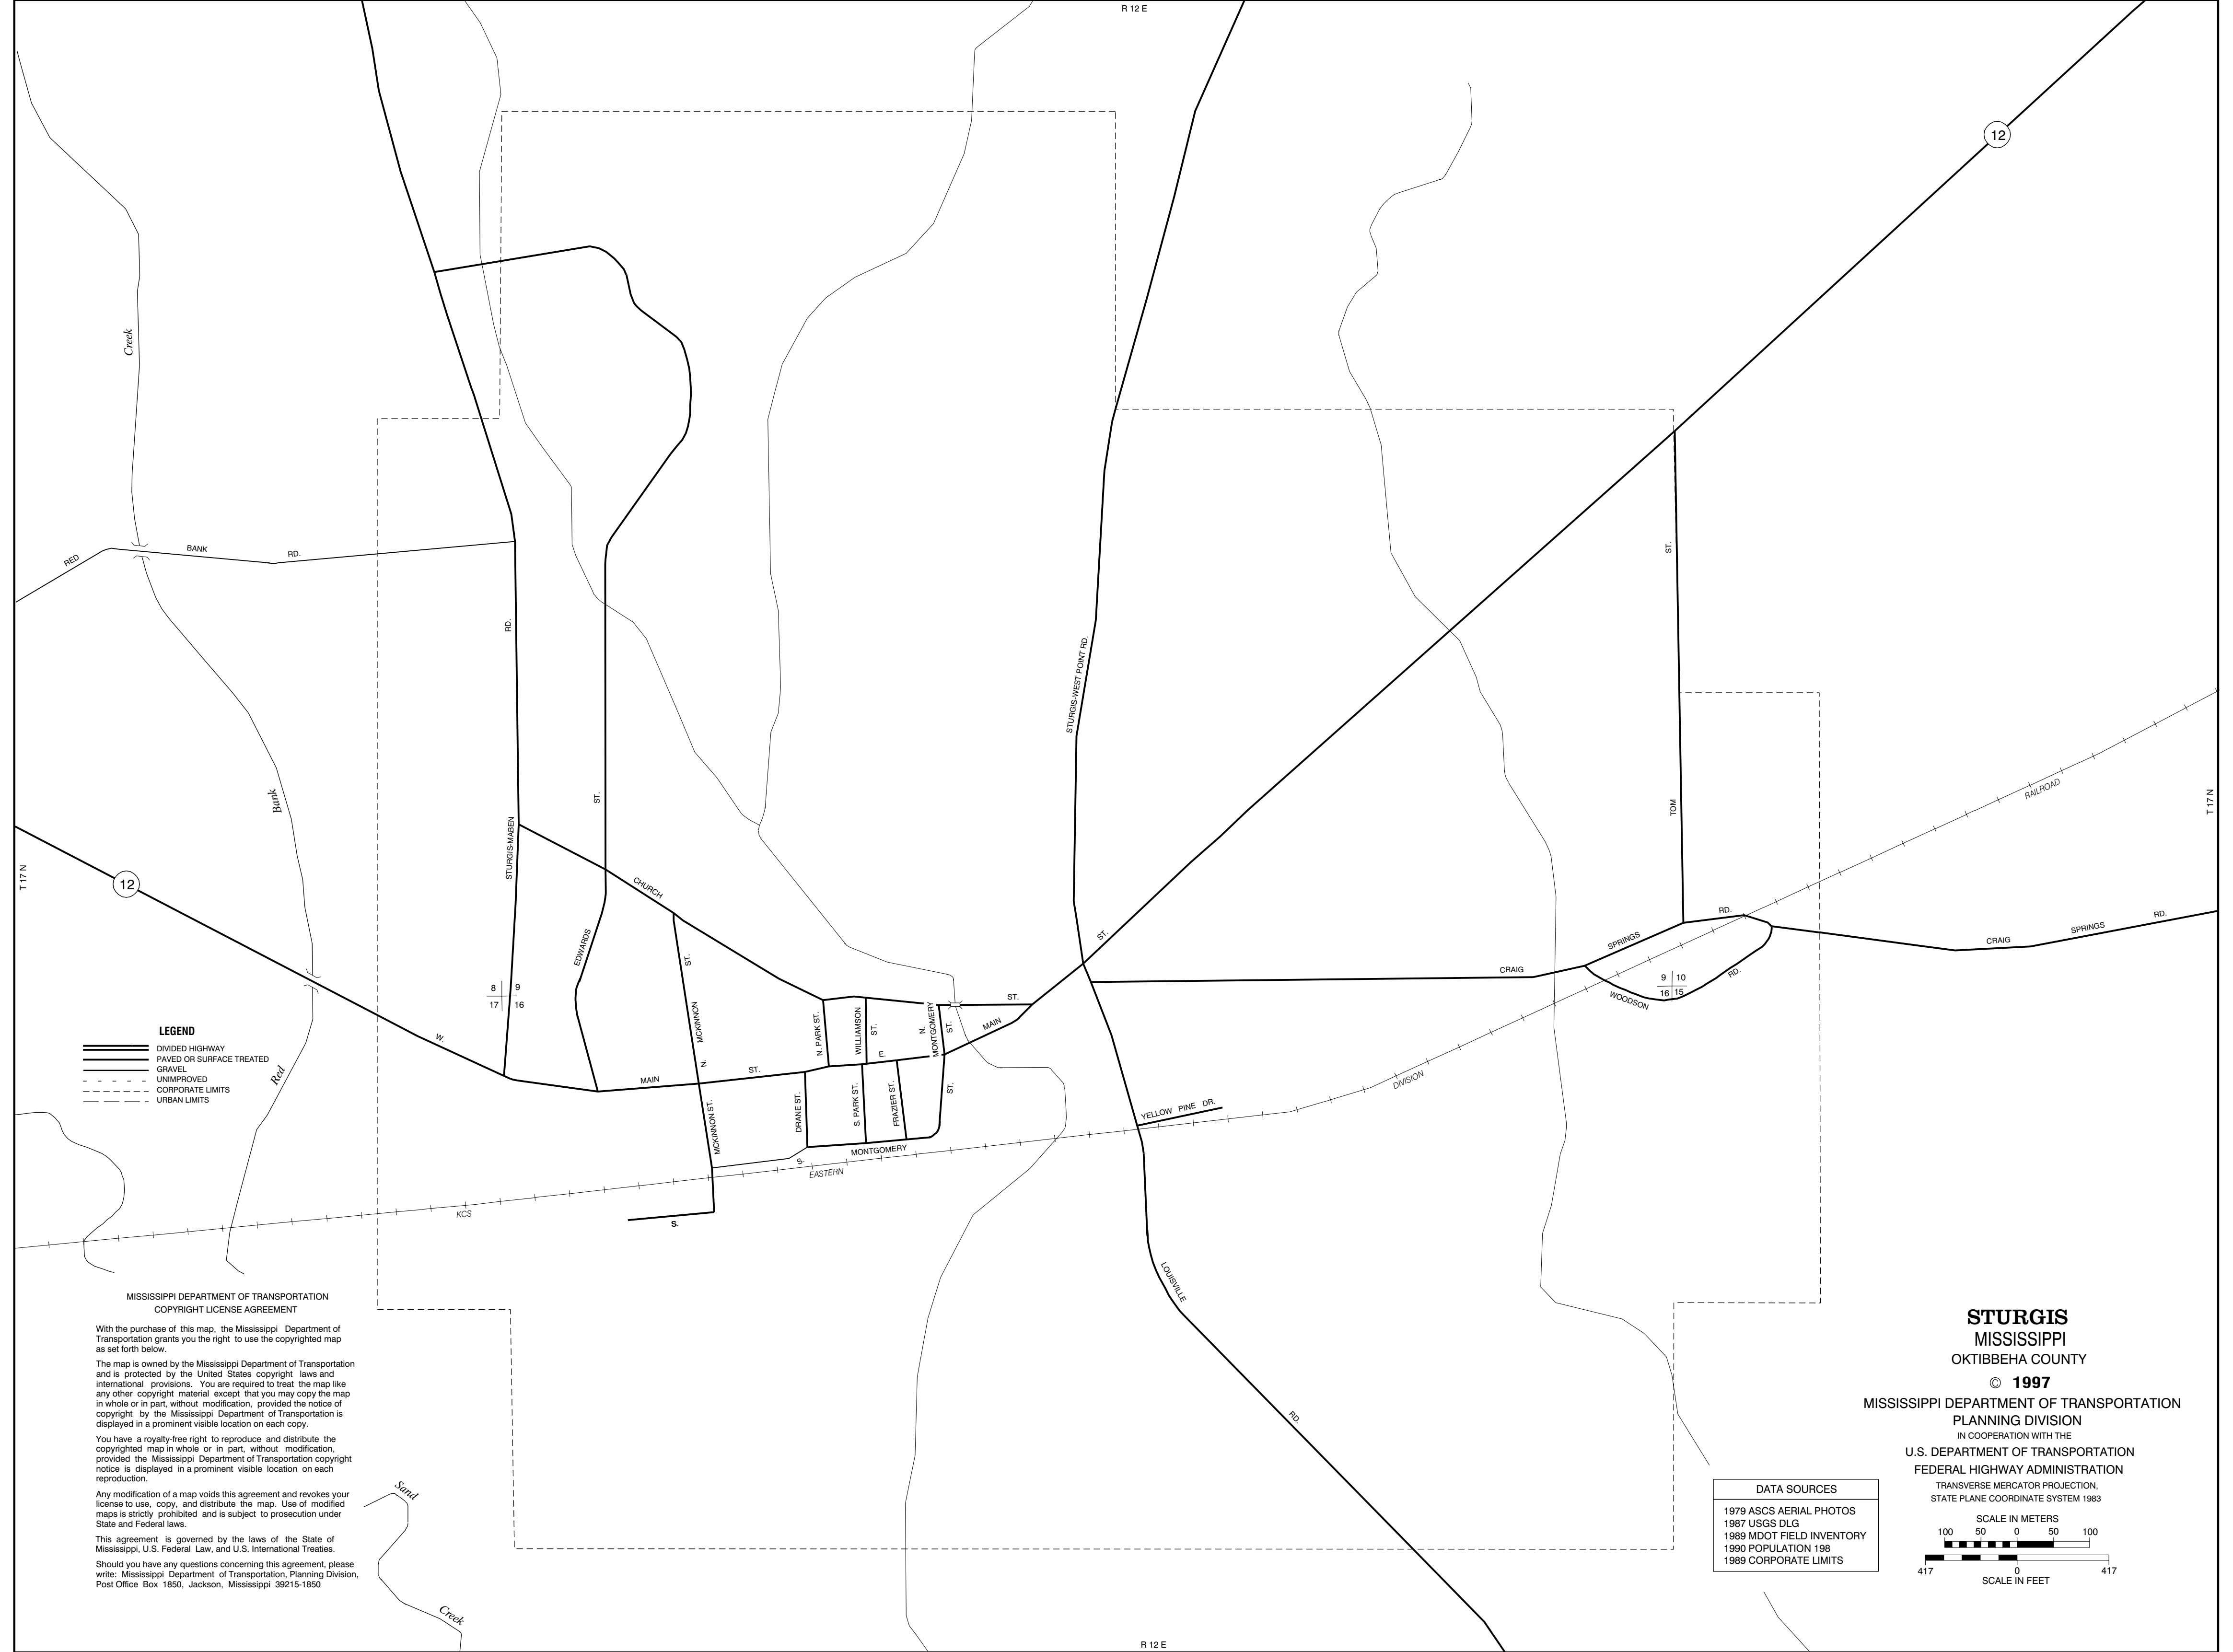 R 12 E
12
Creek
RED BANK RD.
RD.
ST.
STURGIS-WEST POINT RD.
ST.
Bank
RAILROAD
T 17 N
T 17 N
12
STURGIS-MABEN
TOM
CHURCH
EDWARDS
ST.
ST.
SPRINGS
RD.
CRAIG
SPRINGS
RD.
CRAIG
9 10
16 15
WOODSON
RD.
8 9
17 16
W.
N. MCKINNON
N. PARK ST.
WILLIAMSON
ST.
N. MONTGOMERY
ST.
ST.
MAIN
E.
MAIN
ST.
MCKINNON ST.
DRANE ST.
S. PARK ST.
FRAZIER ST.
ST.
S.
MONTGOMERY
YELLOW PINE DR.
DIVISION
EASTERN
KCS
S.
Red
LEGEND
DIVIDED HIGHWAY
PAVED OR SURFACE TREATED
GRAVEL
UNIMPROVED
CORPORATE LIMITS
URBAN LIMITS
LOUISVILLE
RD.
MISSISSIPPI DEPARTMENT OF TRANSPORTATION
COPYRIGHT LICENSE AGREEMENT
With the purchase of this map, the Mississippi Department of
Transportation grants you the right to use the copyrighted map
as set forth below.
The map is owned by the Mississippi Department of Transportation
and is protected by the United States copyright laws and
international provisions. You are required to treat the map like
any other copyright material except that you may copy the map
in whole or in part, without modification, provided the notice of
copyright by the Mississippi Department of Transportation is
displayed in a prominent visible location on each copy.
You have a royalty-free right to reproduce and distribute the
copyrighted map in whole or in part, without modification,
provided the Mississippi Department of Transportation copyright
notice is displayed in a prominent visible location on each
reproduction.
Any modification of a map voids this agreement and revokes your
license to use, copy, and distribute the map. Use of modified
maps is strictly prohibited and is subject to prosecution under
State and Federal laws.
This agreement is governed by the laws of the State of
Mississippi, U.S. Federal Law, and U.S. International Treaties.
Should you have any questions concerning this agreement, please
write: Mississippi Department of Transportation, Planning Division,
Post Office Box 1850, Jackson, Mississippi 39215-1850
Sand
Creek
STURGIS
MISSISSIPPI
OKTIBBEHA COUNTY
© 1997
MISSISSIPPI DEPARTMENT OF TRANSPORTATION
PLANNING DIVISION
IN COOPERATION WITH THE
U.S. DEPARTMENT OF TRANSPORTATION
FEDERAL HIGHWAY ADMINISTRATION
TRANSVERSE MERCATOR PROJECTION,
STATE PLANE COORDINATE SYSTEM 1983
SCALE IN METERS
100 50 0 50 100
417 0 417
SCALE IN FEET
DATA SOURCES
1979 ASCS AERIAL PHOTOS
1987 USGS DLG
1989 MDOT FIELD INVENTORY
1990 POPULATION 198
1989 CORPORATE LIMITS
R 12 E